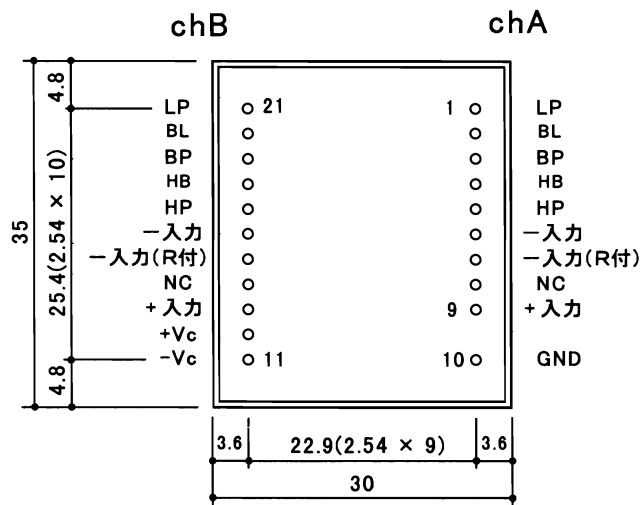 chB chA
4.8
35
25.4(2.54 × 10)
4.8
LP 21 1 LP
BL BL
BP BP
HB HB
HP HP
－入力 －入力
－入力(R付) －入力(R付)
NC NC
＋入力 9 ＋入力
+Vc
-Vc 11 10 GND
3.6 22.9(2.54 × 9) 3.6
30